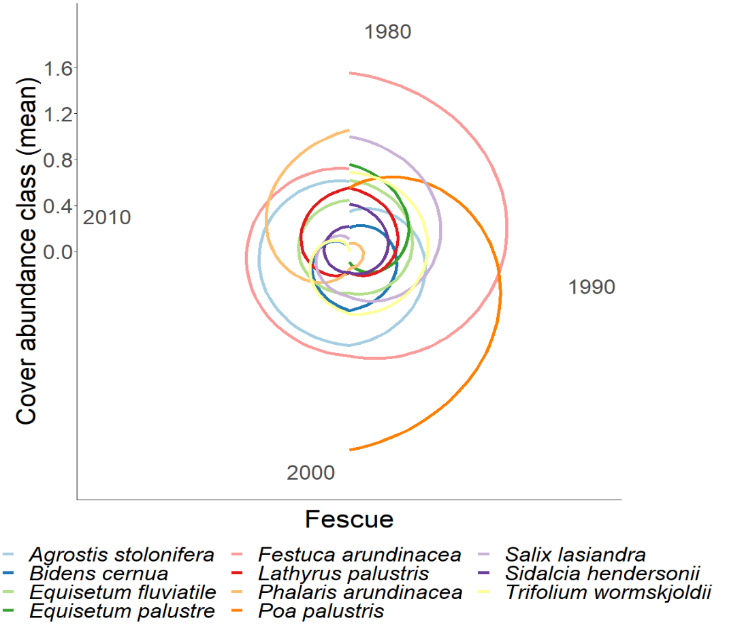 1980
1.6
1.2
0.8
0.4
0.0
2010
1990
2000
Cover abundance class (mean)
Fescue
Agrostis stolonifera Festuca arundinacea Salix lasiandra
Bidens cernua Lathyrus palustris Sidalcia hendersonii
Equisetum fluviatile Phalaris arundinacea Trifolium wormskjoldii
Equisetum palustre Poa palustris